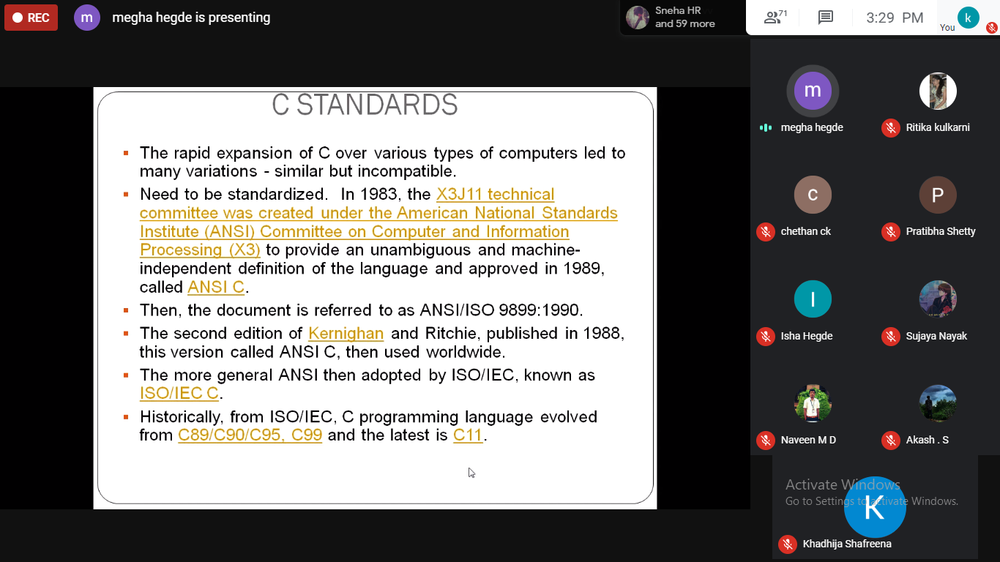 REC
m
megha hegde is presenting
Sneha HR
and 59 more
71
3:29 PM
You
k
C STANDARDS
▪ The rapid expansion of C over various types of computers led to
many variations - similar but incompatible.
▪ Need to be standardized. In 1983, the X3J11 technical
committee was created under the American National Standards
Institute (ANSI) Committee on Computer and Information
Processing (X3) to provide an unambiguous and machine-
independent definition of the language and approved in 1989,
called ANSI C.
▪ Then, the document is referred to as ANSI/ISO 9899:1990.
▪ The second edition of Kernighan and Ritchie, published in 1988,
this version called ANSI C, then used worldwide.
▪ The more general ANSI then adopted by ISO/IEC, known as
ISO/IEC C.
▪ Historically, from ISO/IEC, C programming language evolved
from C89/C90/C95, C99 and the latest is C11.
m
megha hegde
Ritika kulkarni
c
P
chethan ck
Pratibha Shetty
I
Isha Hegde
Sujaya Nayak
Naveen M D
Akash . S
Activate Windows
Go to Settings to activate Windows.
K
Khadhija Shafreena